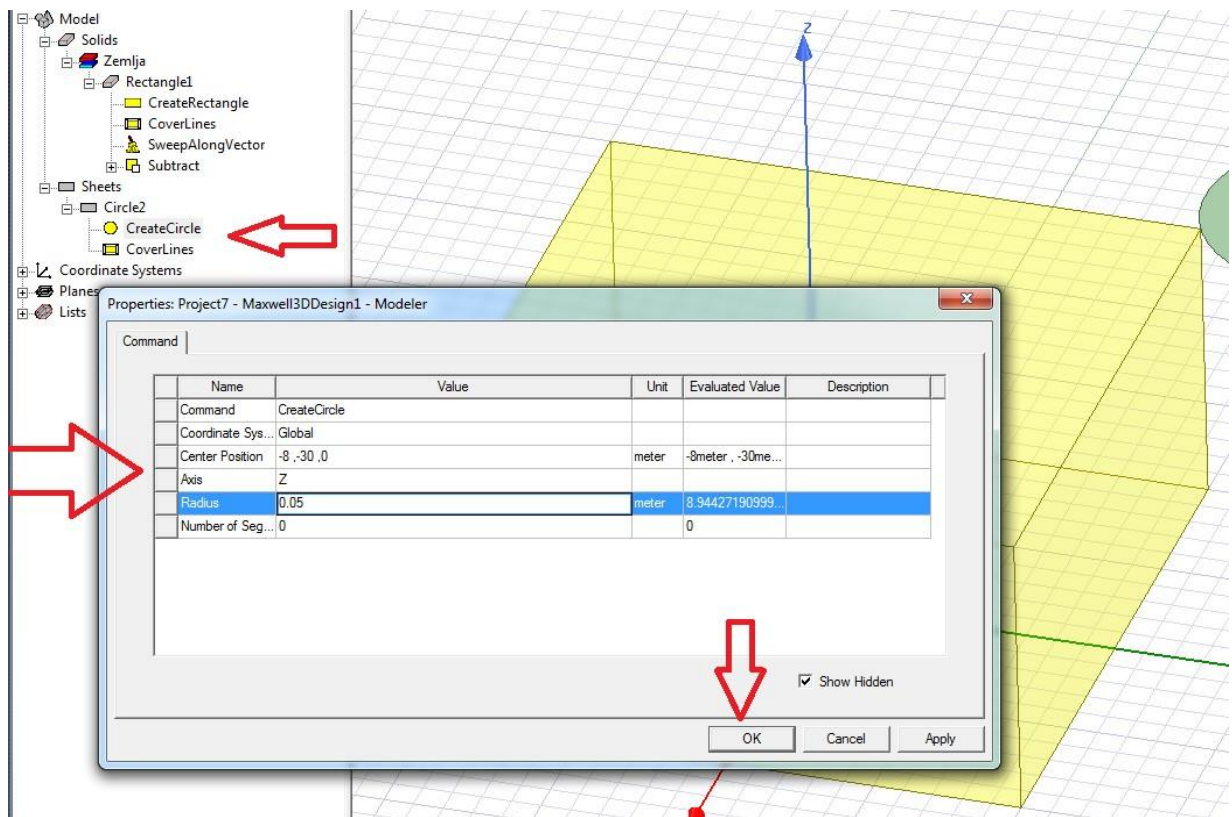 Model
Solids
Zemlja
Rectangle1
CreateRectangle
CoverLines
SweepAlongVector
Subtract
Sheets
Circle2
CreateCircle
CoverLines
Coordinate Systems
Planes
Lists
z
Properties: Project7 - Maxwell3DDesign1 - Modeler
Command
Name Value Unit Evaluated Value Description
Command CreateCircle
Coordinate Sys... Global
Center Position -8 ,-30 ,0 meter -8meter , -30me...
Axis Z
Radius 0.05 meter 8.94427190999...
Number of Seg... 0 0
Show Hidden
OK Cancel Apply